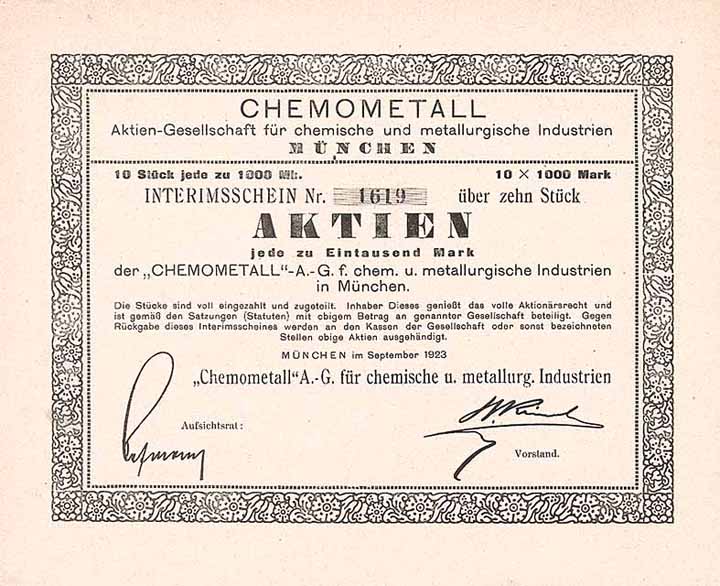 CHEMOMETALL
Aktien-Gesellschaft für chemische und metallurgische Industrien
MÜNCHEN
10 Stück jede zu 1000 Mk. 10 × 1000 Mark
INTERIMSSCHEIN Nr. 1619 über zehn Stück
AKTIEN
jede zu Eintausend Mark
der „CHEMOMETALL“-A.-G. f. chem. u. metallurgische Industrien
in München.
Die Stücke sind voll eingezahlt und zugeteilt. Inhaber Dieses genießt das volle Aktionärsrecht und
ist gemäß den Satzungen (Statuten) mit obigem Betrag an genannter Gesellschaft beteiligt. Gegen
Rückgabe dieses Interimsscheines werden an den Kassen der Gesellschaft oder sonst bezeichneten
Stellen obige Aktien ausgehändigt.
MÜNCHEN im September 1923
„Chemometall“A.-G. für chemische u. metallurg. Industrien
Aufsichtsrat:
Vorstand.